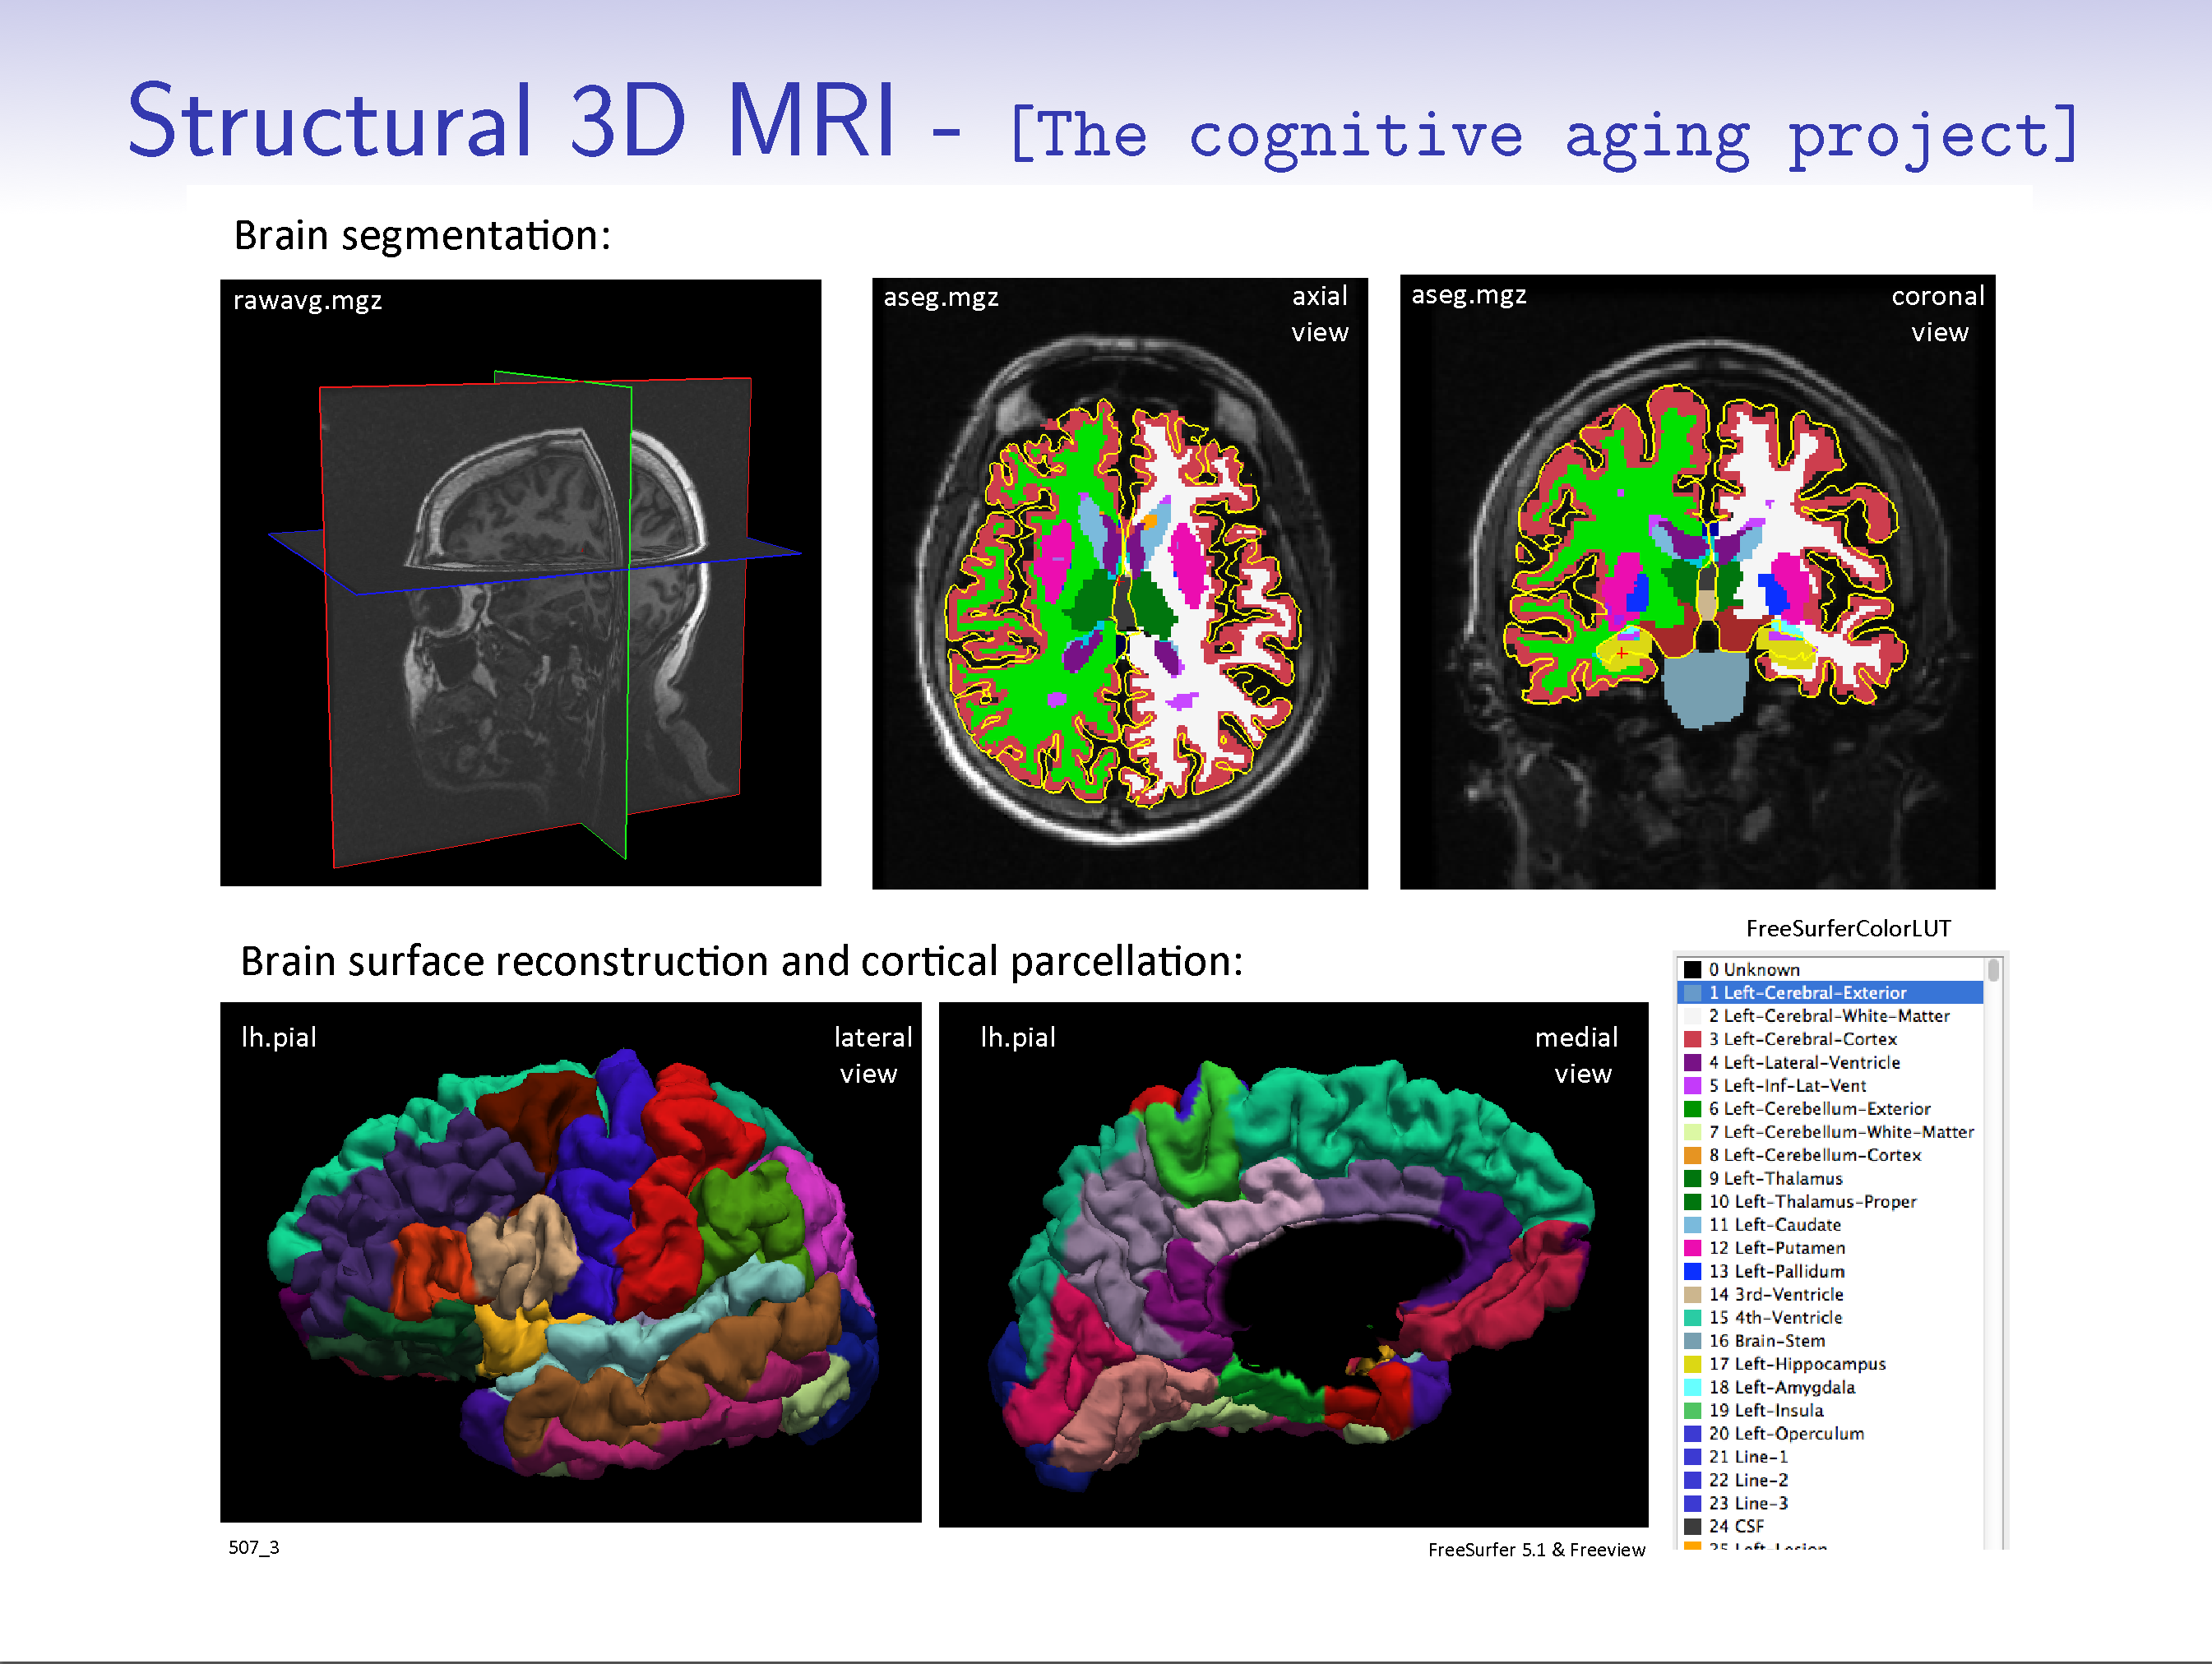 Structural 3D MRI - [The cognitive aging project]
Brain segmentation:
rawavg.mgz
aseg.mgz
axial
view
aseg.mgz
coronal
view
Brain surface reconstruction and cortical parcellation:
lh.pial
lateral
view
lh.pial
medial
view
FreeSurferColorLUT
0 Unknown
1 Left-Cerebral-Exterior
2 Left-Cerebral-White-Matter
3 Left-Cerebral-Cortex
4 Left-Lateral-Ventricle
5 Left-Inf-Lat-Vent
6 Left-Cerebellum-Exterior
7 Left-Cerebellum-White-Matter
8 Left-Cerebellum-Cortex
9 Left-Thalamus
10 Left-Thalamus-Proper
11 Left-Caudate
12 Left-Putamen
13 Left-Pallidum
14 3rd-Ventricle
15 4th-Ventricle
16 Brain-Stem
17 Left-Hippocampus
18 Left-Amygdala
19 Left-Insula
20 Left-Operculum
21 Line-1
22 Line-2
23 Line-3
24 CSF
25 Left-Lesion
507_3
FreeSurfer 5.1 & Freeview